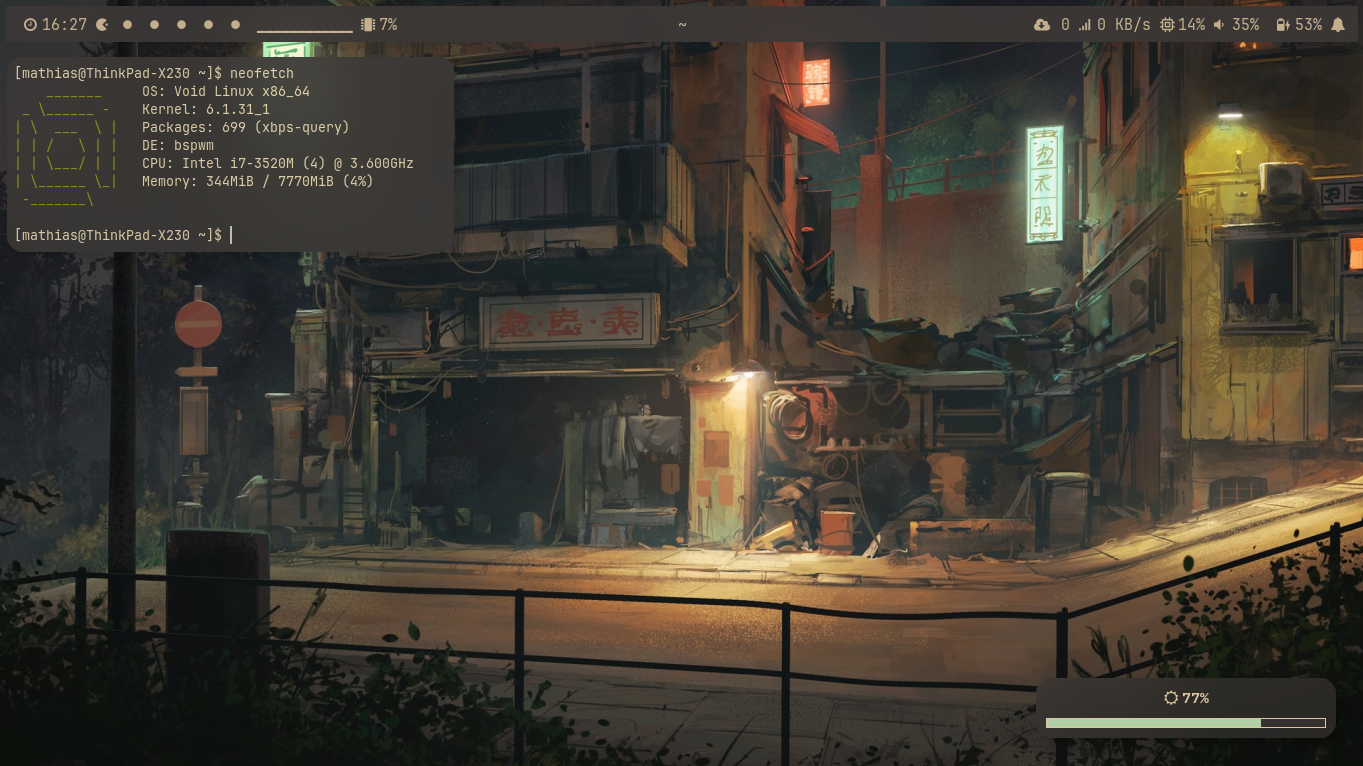 16:27
7%
~
0
0 KB/s
14%
35%
53%
[mathias@ThinkPad-X230 ~]$ neofetch
OS: Void Linux x86_64
Kernel: 6.1.31_1
Packages: 699 (xbps-query)
DE: bspwm
CPU: Intel i7-3520M (4) @ 3.600GHz
Memory: 344MiB / 7770MiB (4%)
[mathias@ThinkPad-X230 ~]$
77%